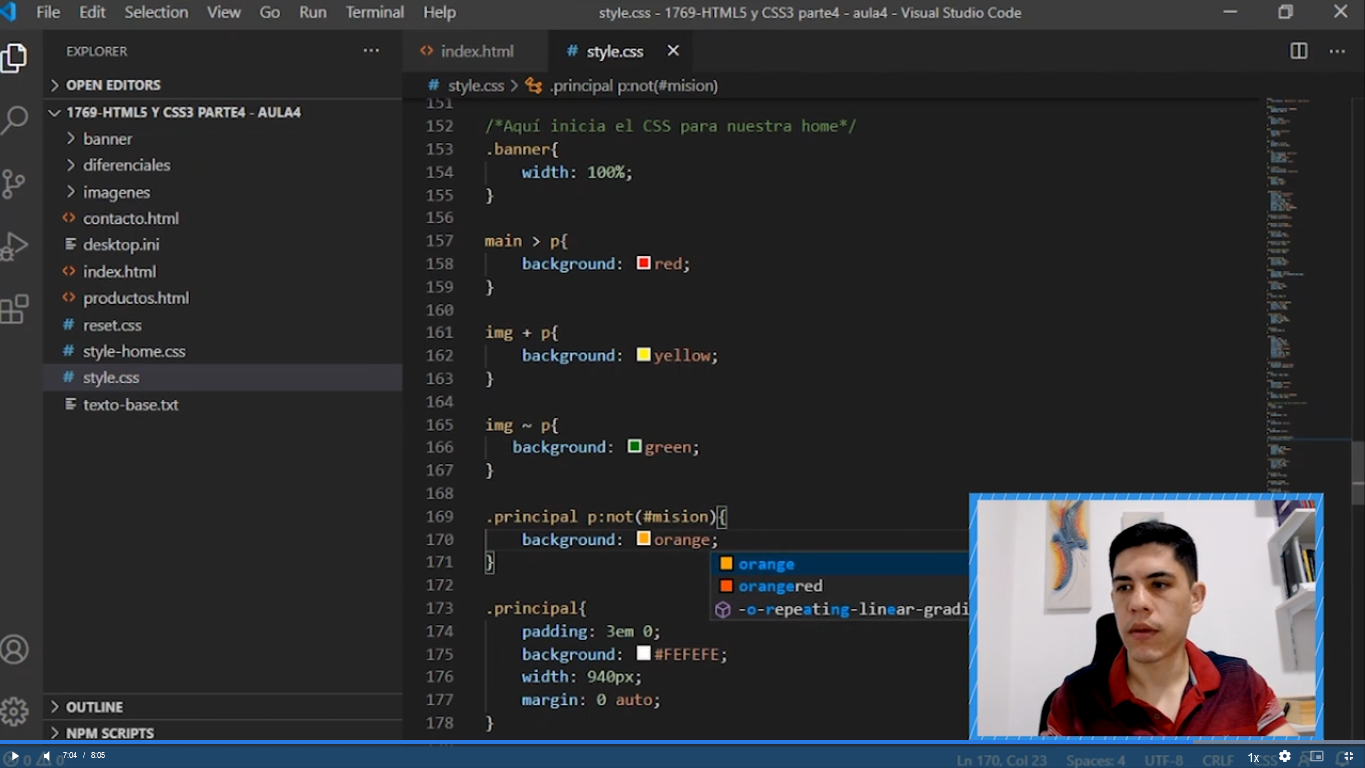 File Edit Selection View Go Run Terminal Help style.css - 1769-HTML5 y CSS3 parte4 - aula4 - Visual Studio Code
EXPLORER
OPEN EDITORS
1769-HTML5 Y CSS3 PARTE4 - AULA4
banner
diferenciales
imagenes
contacto.html
desktop.ini
index.html
productos.html
reset.css
style-home.css
style.css
texto-base.txt
OUTLINE
NPM SCRIPTS
index.html # style.css
# style.css > .principal p:not(#mision)
151
152 /*Aquí inicia el CSS para nuestra home*/
153 .banner{
154 width: 100%;
155 }
156
157 main > p{
158 background: red;
159 }
160
161 img + p{
162 background: yellow;
163 }
164
165 img ~ p{
166 background: green;
167 }
168
169 .principal p:not(#mision){
170 background: orange;
171 }
172
173 .principal{
174 padding: 3em 0;
175 background: #FEFEFE;
176 width: 940px;
177 margin: 0 auto;
178 }
orange
orangered
-o-repeating-linear-gradi
0 0 7:04 / 8:05 Ln 170, Col 23 Spaces: 4 UTF-8 CRLF 1x CSS